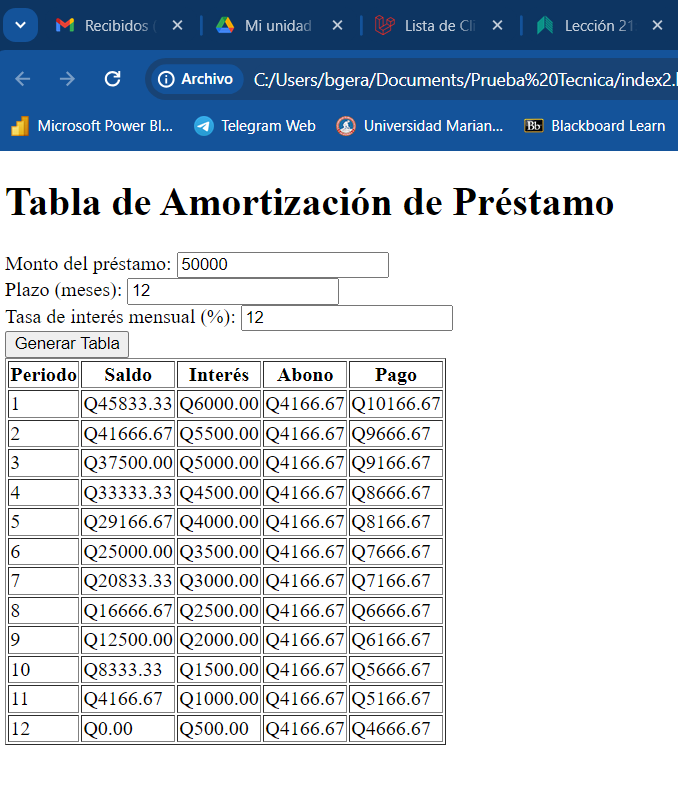 Recibidos (
Mi unidad
Lista de Cli
Lección 21.
Archivo
C:/Users/bgera/Documents/Prueba%20Tecnica/index2.
Microsoft Power BI...
Telegram Web
Universidad Marian...
Bb
Blackboard Learn
Tabla de Amortización de Préstamo
Monto del préstamo: 50000
Plazo (meses): 12
Tasa de interés mensual (%): 12
Generar Tabla
Periodo Saldo Interés Abono Pago
1 Q45833.33 Q6000.00 Q4166.67 Q10166.67
2 Q41666.67 Q5500.00 Q4166.67 Q9666.67
3 Q37500.00 Q5000.00 Q4166.67 Q9166.67
4 Q33333.33 Q4500.00 Q4166.67 Q8666.67
5 Q29166.67 Q4000.00 Q4166.67 Q8166.67
6 Q25000.00 Q3500.00 Q4166.67 Q7666.67
7 Q20833.33 Q3000.00 Q4166.67 Q7166.67
8 Q16666.67 Q2500.00 Q4166.67 Q6666.67
9 Q12500.00 Q2000.00 Q4166.67 Q6166.67
10 Q8333.33 Q1500.00 Q4166.67 Q5666.67
11 Q4166.67 Q1000.00 Q4166.67 Q5166.67
12 Q0.00 Q500.00 Q4166.67 Q4666.67